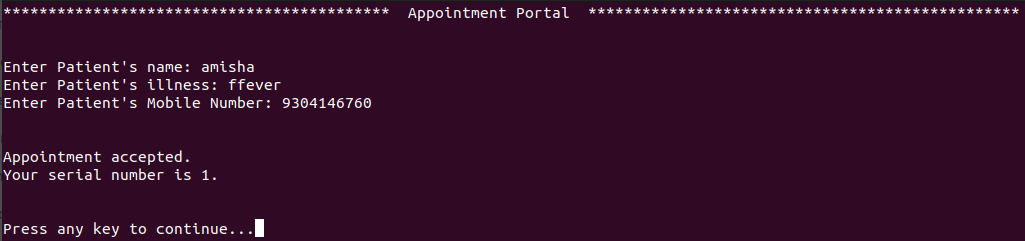 ******************************************* Appointment Portal ************************************************
Enter Patient's name: amisha
Enter Patient's illness: ffever
Enter Patient's Mobile Number: 9304146760
Appointment accepted.
Your serial number is 1.
Press any key to continue...